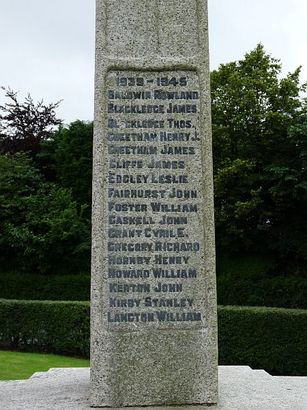 1939 - 1945
BALDWIN ROWLAND
BLACKLEDGE JAMES
BLACKLEDGE THOS.
CHEETHAM HENRY J.
CHEETHAM JAMES
CLIFFE JAMES
EDGLEY LESLIE
FAIRHURST JOHN
FOSTER WILLIAM
GASKELL JOHN
GRANT CYRIL E.
GREGORY RICHARD
HORNBY HENRY
HOWARD WILLIAM
KERTON JOHN
KIRBY STANLEY
LANGTON WILLIAM